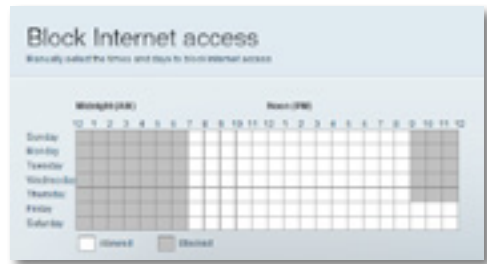 Block Internet access
Manually select the times and days to block Internet access
Midnight (AM) Noon (PM)
12 1 2 3 4 5 6 7 8 9 10 11 12 1 2 3 4 5 6 7 8 9 10 11 12
Sunday
Monday
Tuesday
Wednesday
Thursday
Friday
Saturday
Allowed Blocked